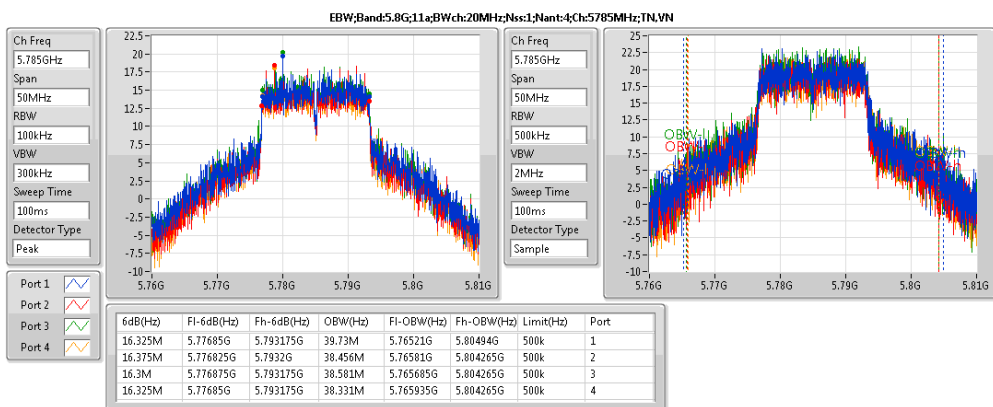 EBW;Band:5.8G;11a;BWch:20MHz;Nss:1;Nant:4;Ch:5785MHz;TN,VN
Ch Freq
5.785GHz
Span
50MHz
RBW
100kHz
VBW
300kHz
Sweep Time
100ms
Detector Type
Peak
25
22.5
20
17.5
15
12.5
10
7.5
5
2.5
0
-2.5
-5
-7.5
-10
5.76G 5.77G 5.78G 5.79G 5.8G 5.81G
Ch Freq
5.785GHz
Span
50MHz
RBW
500kHz
VBW
2MHz
Sweep Time
100ms
Detector Type
Sample
25
22.5
20
17.5
15
12.5
10
7.5
5
2.5
0
-2.5
-5
-7.5
-10
5.76G 5.77G 5.78G 5.79G 5.8G 5.81G
Port 1
Port 2
Port 3
Port 4
6dB(Hz) Fl-6dB(Hz) Fh-6dB(Hz) OBW(Hz) Fl-OBW(Hz) Fh-OBW(Hz) Limit(Hz) Port
16.325M 5.77685G 5.793175G 39.73M 5.76521G 5.80494G 500k 1
16.375M 5.776825G 5.7932G 38.456M 5.76581G 5.804265G 500k 2
16.3M 5.776875G 5.793175G 38.581M 5.765685G 5.804265G 500k 3
16.325M 5.77685G 5.793175G 38.331M 5.765935G 5.804265G 500k 4